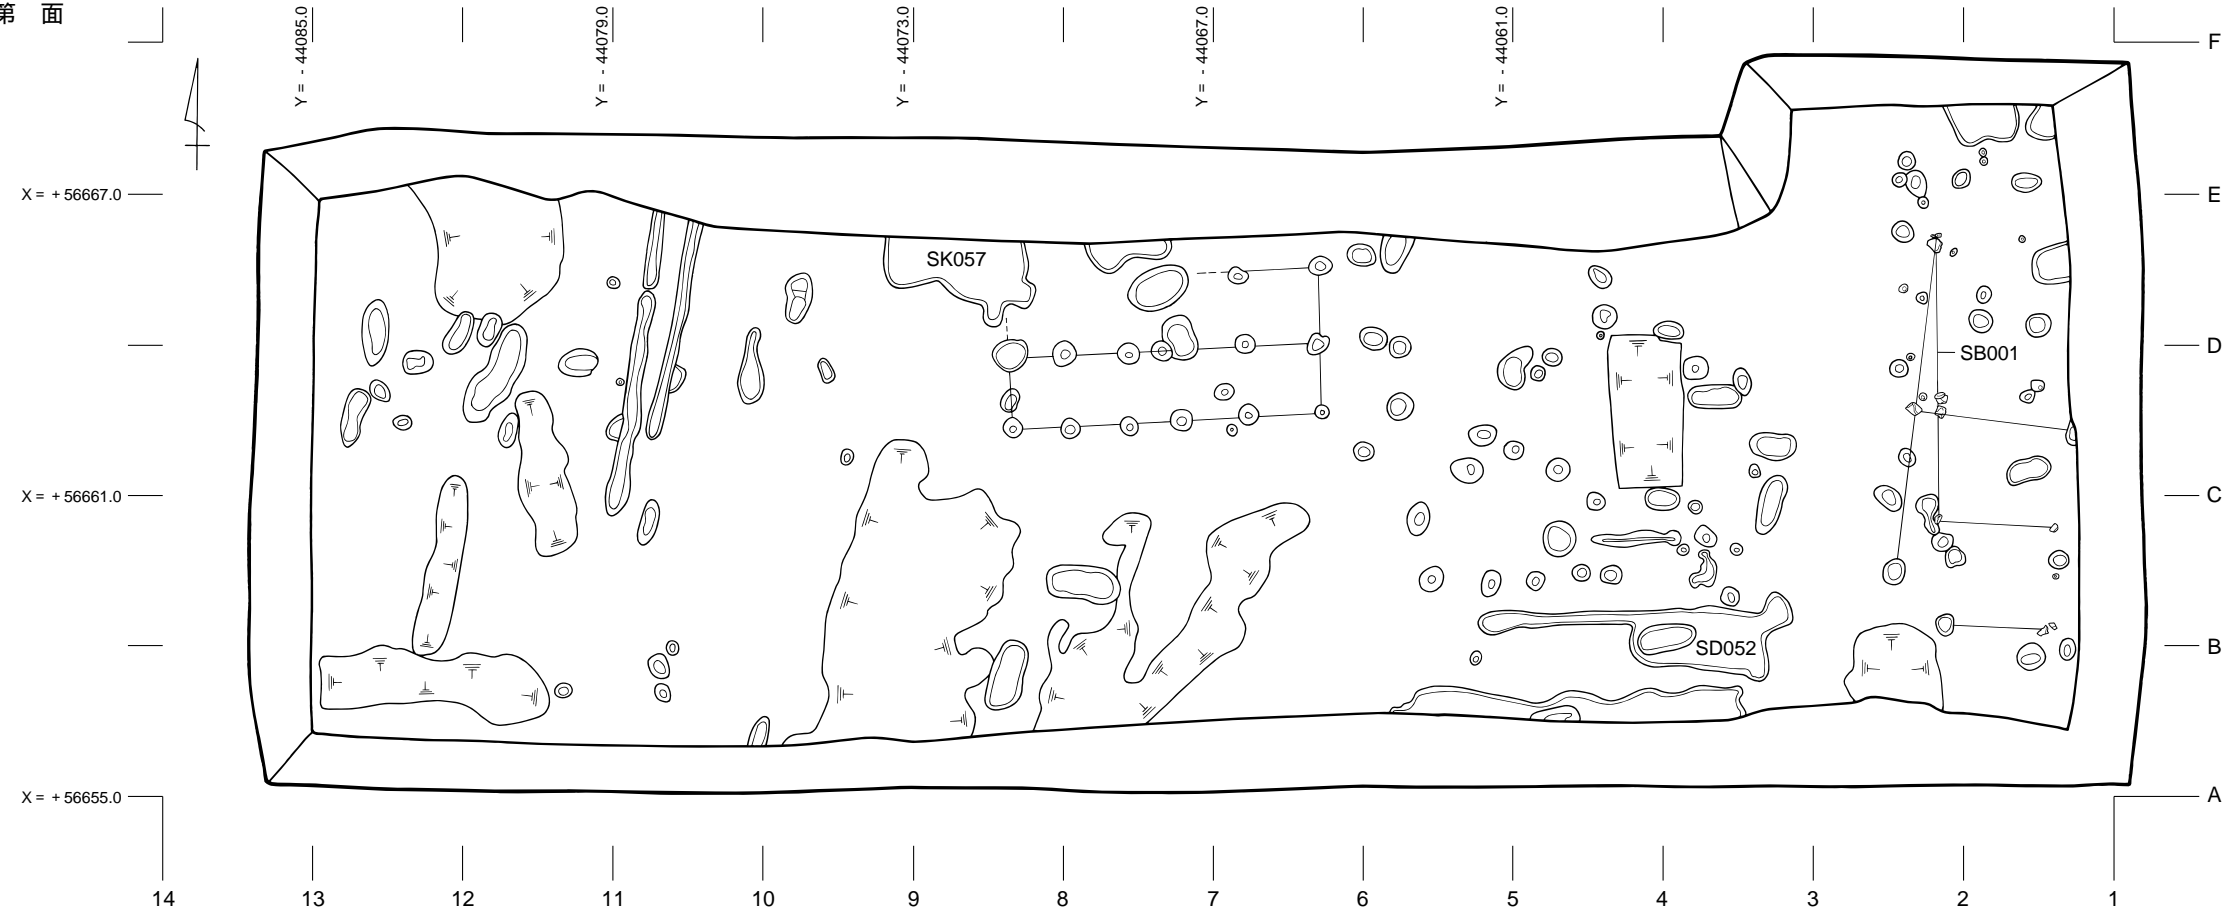 第　面
Y = - 44085.0
Y = - 44079.0
Y = - 44073.0
Y = - 44067.0
Y = - 44061.0
F
X = + 56667.0
E
SK057
D
SB001
X = + 56661.0
C
SD052
B
X = + 56655.0
A
14 13 12 11 10 9 8 7 6 5 4 3 2 1